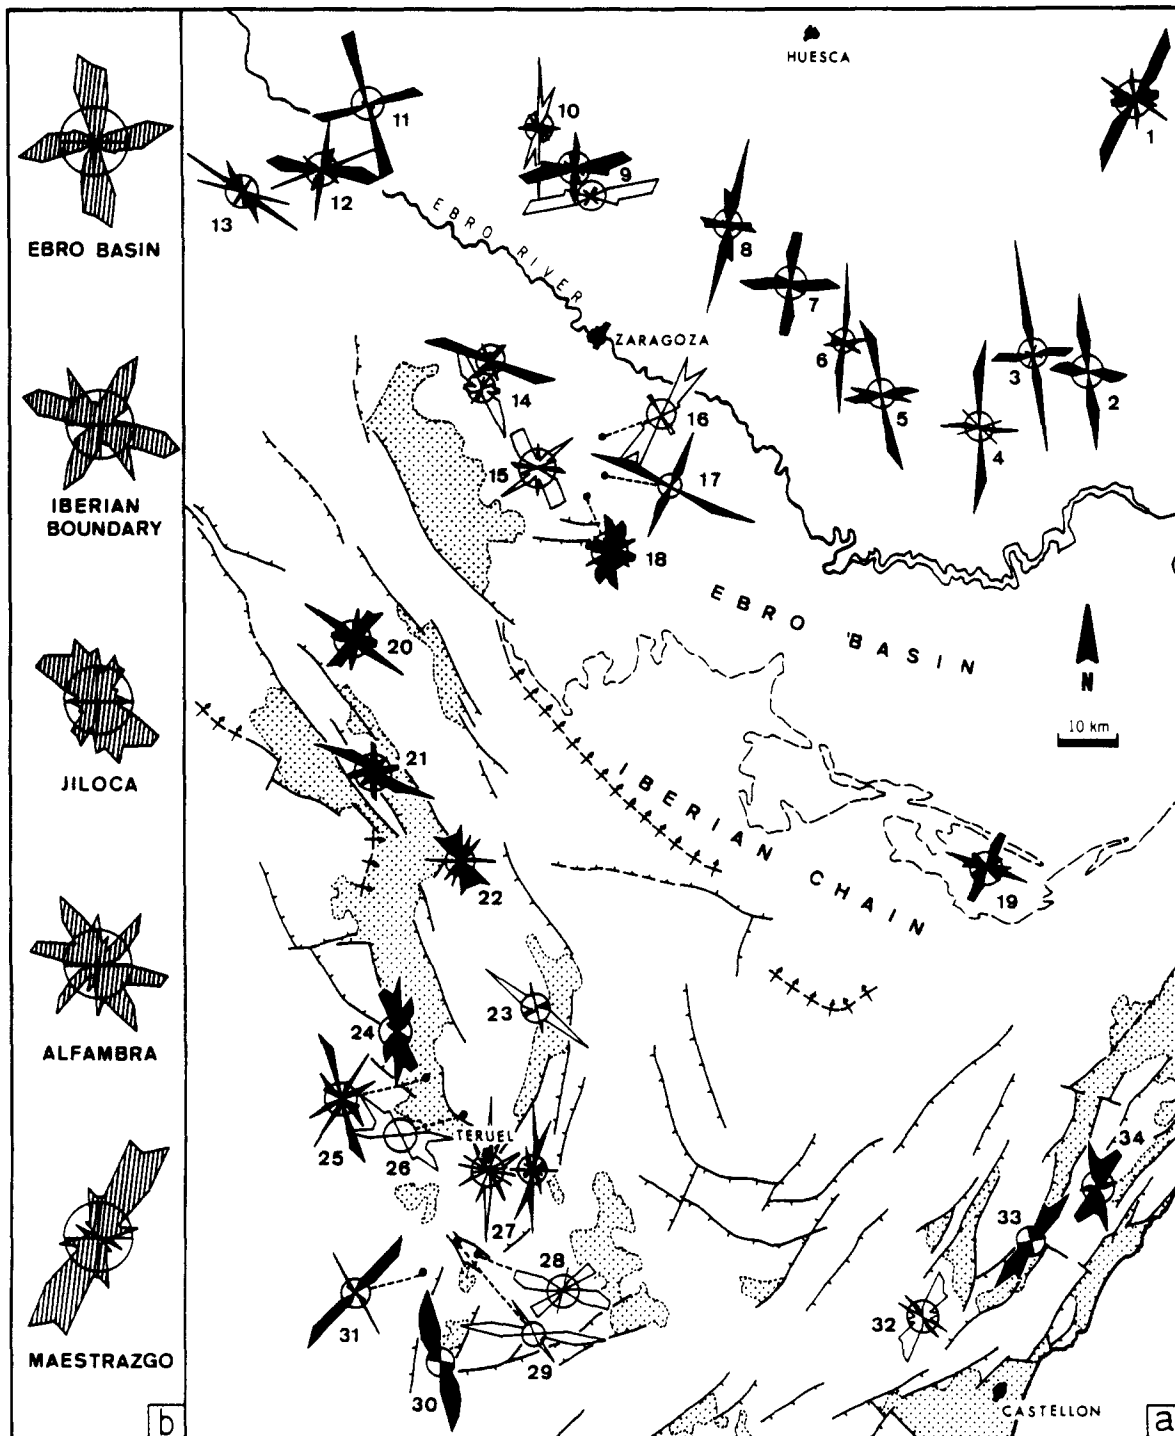 EBRO BASIN
IBERIAN
BOUNDARY
JILOCA
ALFAMBRA
MAESTRAZGO
b
HUESCA
1
11
10
9
12
13
8
EBRO RIVER
7
ZARAGOZA
6
3
2
5
14
16
4
15
17
18
EBRO BASIN
N
10 km
20
21
IBERIAN CHAIN
22
19
23
24
25
26
TERUEL
27
34
33
28
31
32
29
30
CASTELLON
a